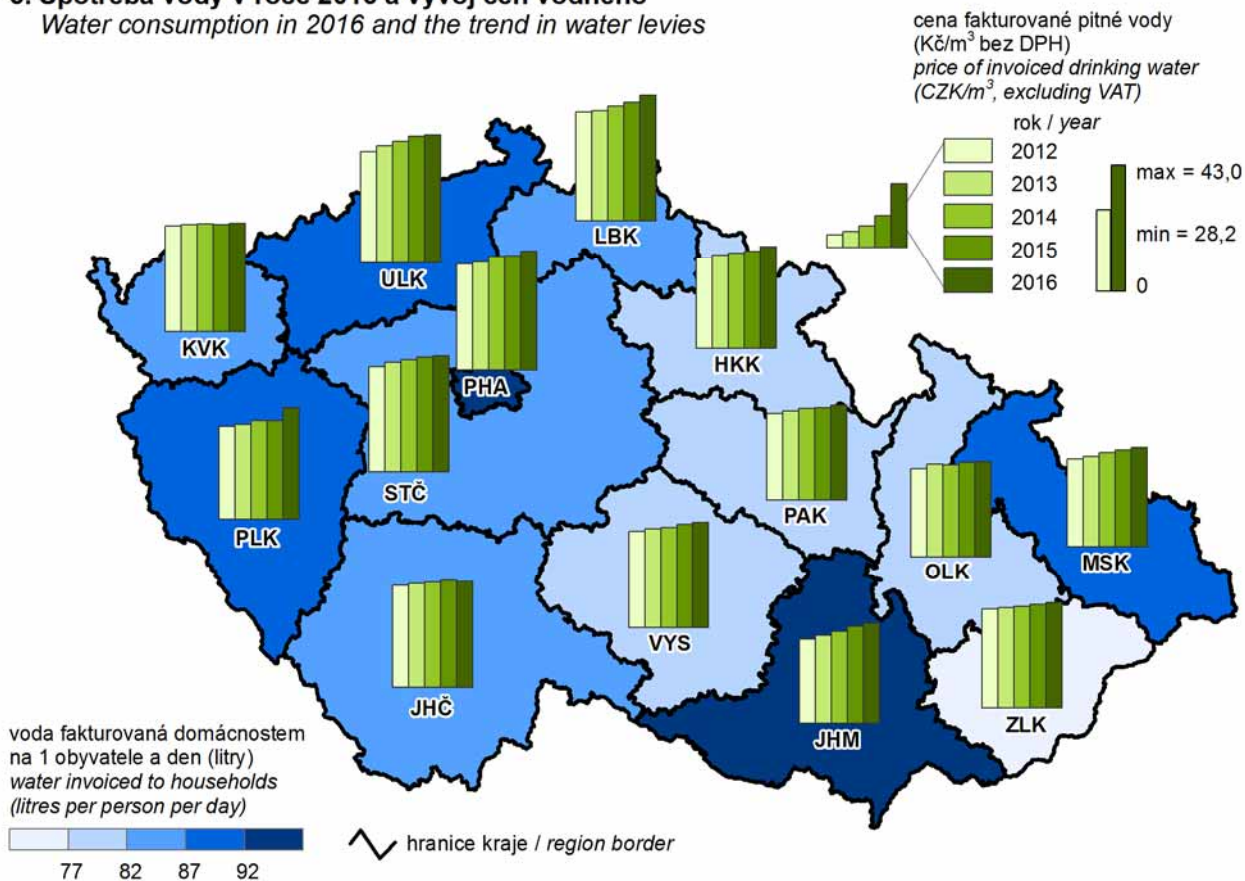 Water consumption in 2016 and the trend in water levies
cena fakturované pitné vody
(Kč/m³ bez DPH)
price of invoiced drinking water
(CZK/m³, excluding VAT)
rok / year
2012
2013
2014
2015
2016
max = 43,0
min = 28,2
0
LBK
ULK
KVK
HKK
PHA
STČ
PLK
PAK
OLK
MSK
VYS
JHČ
JHM
ZLK
voda fakturovaná domácnostem
na 1 obyvatele a den (litry)
water invoiced to households
(litres per person per day)
77 82 87 92
hranice kraje / region border